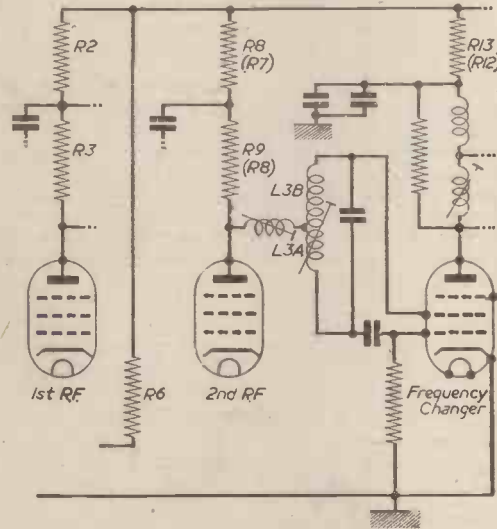 R2
R8
(R7)
R13
(R12)
R3
R9
(R8)
L3B
L3A
1st RF
R6
2nd RF
Frequency
Changer